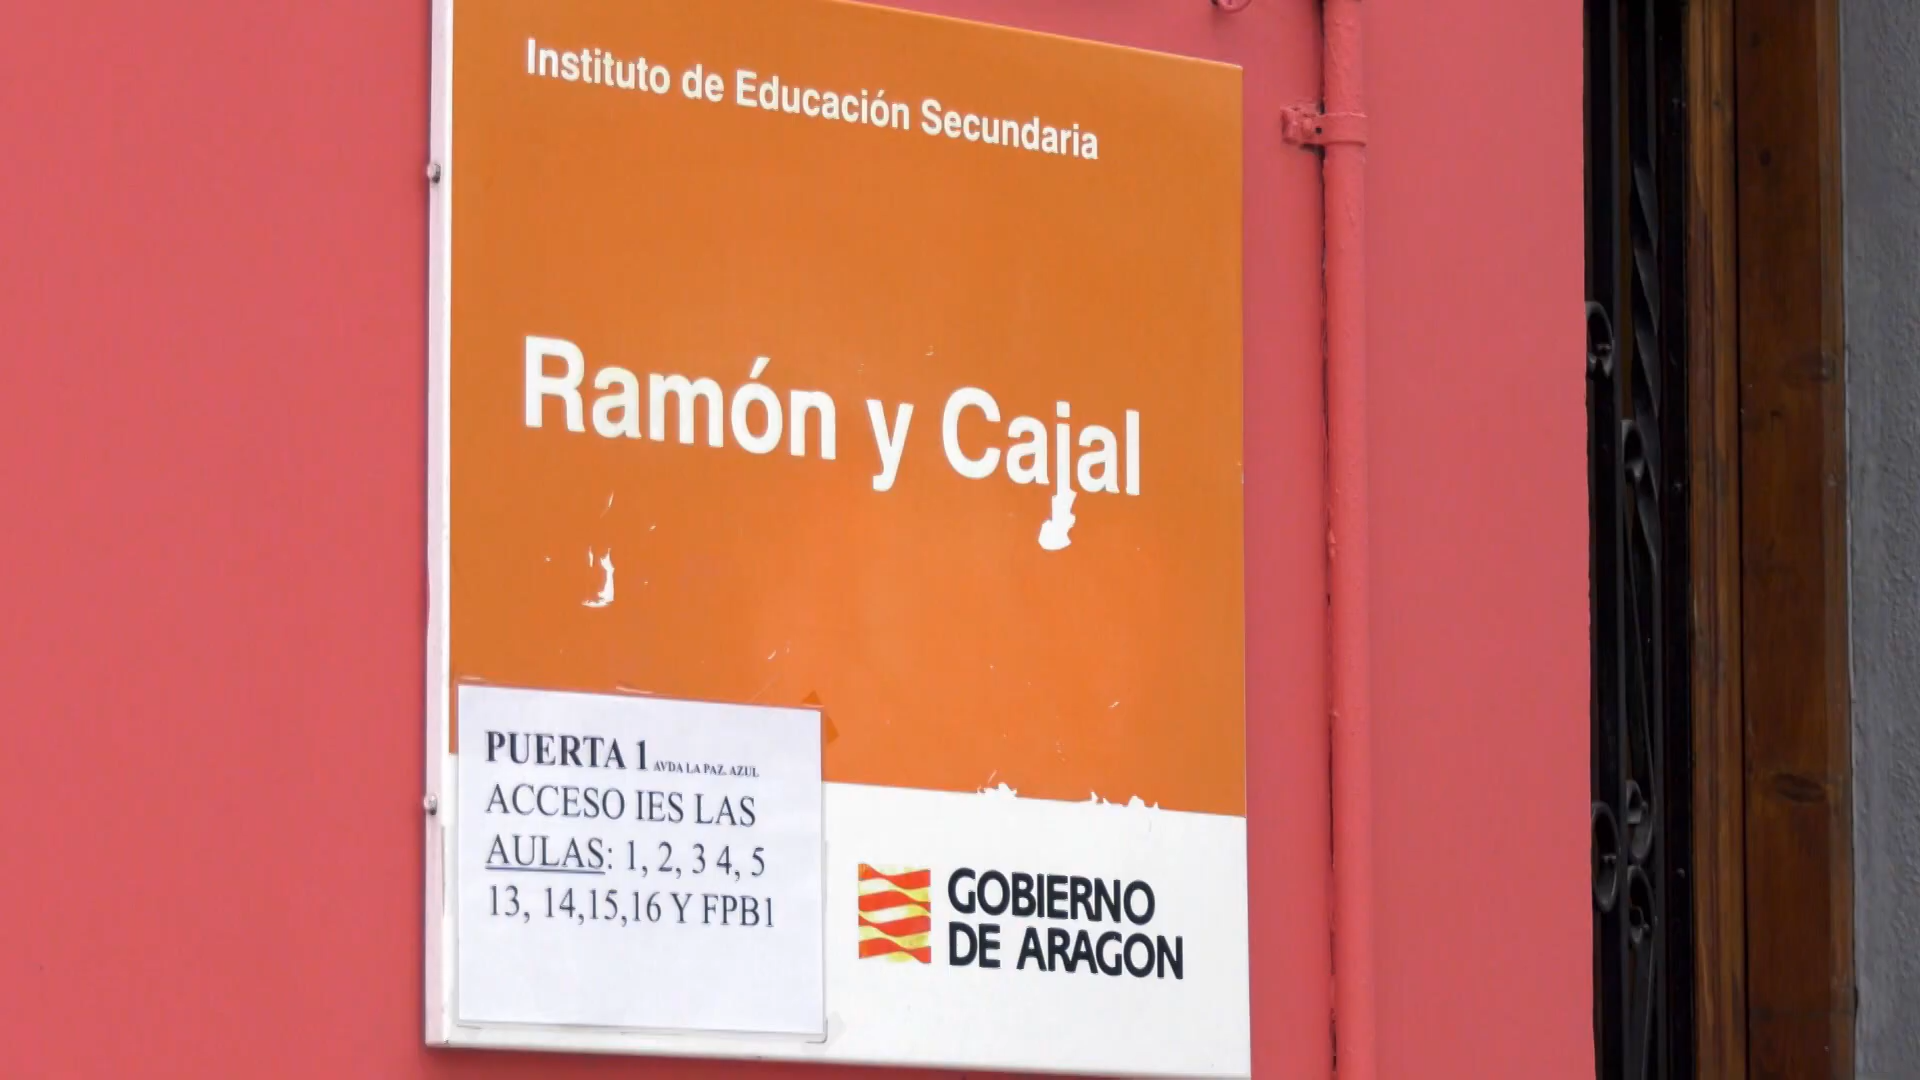 Instituto de Educación Secundaria
Ramón y Cajal
PUERTA 1 AVDA LA PAZ. AZUL
ACCESO IES LAS
AULAS: 1, 2, 3 4, 5
13, 14,15,16 Y FPB1
GOBIERNO
DE ARAGON